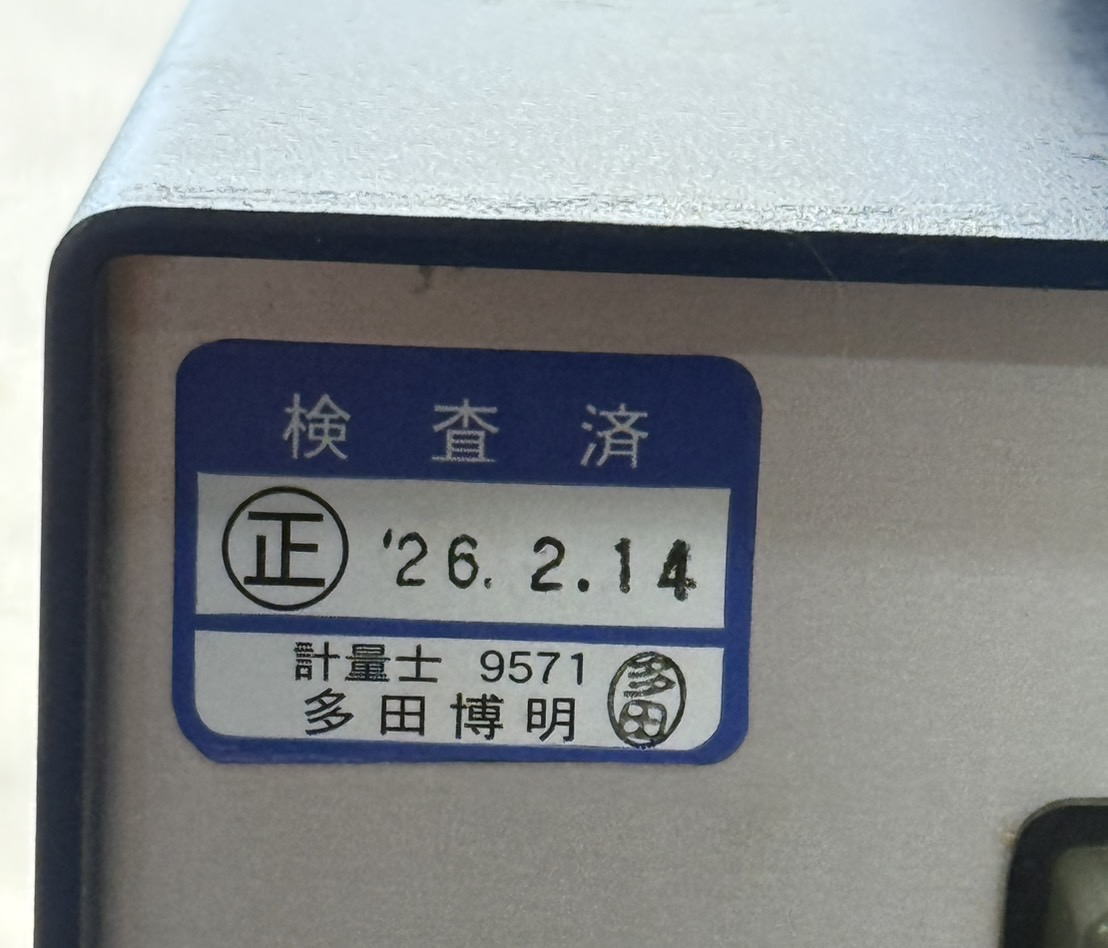 検査済
㊣ '26. 2.14
計量士 9571
多田博明
多田